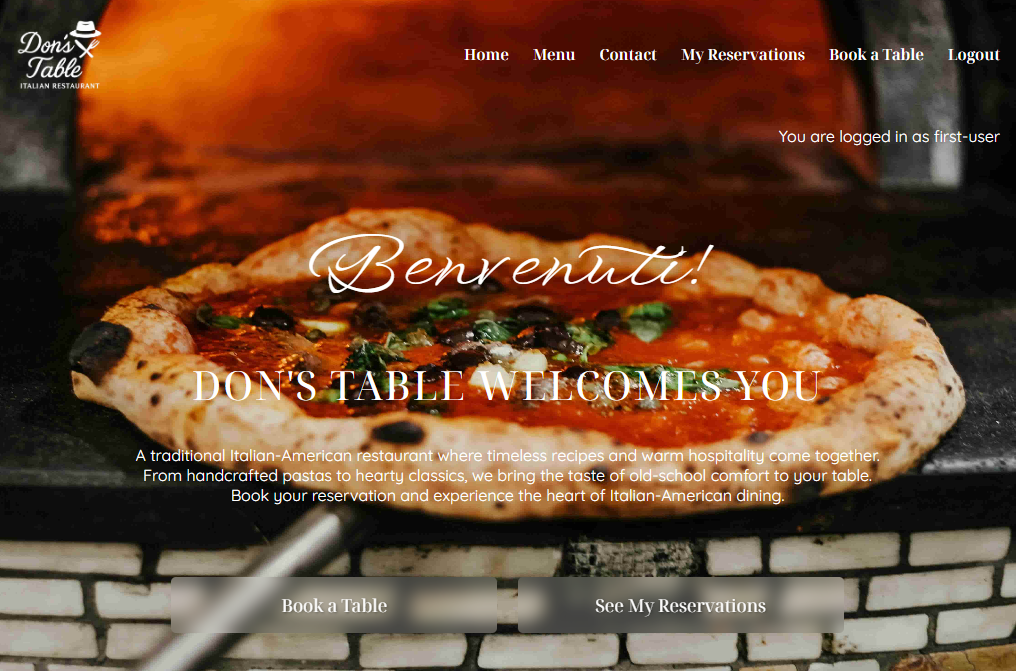 Don's
Table
ITALIAN RESTAURANT
Home Menu Contact My Reservations Book a Table Logout
You are logged in as first-user
Benvenuti!
DON'S TABLE WELCOMES YOU
A traditional Italian-American restaurant where timeless recipes and warm hospitality come together.
From handcrafted pastas to hearty classics, we bring the taste of old-school comfort to your table.
Book your reservation and experience the heart of Italian-American dining.
Book a Table See My Reservations